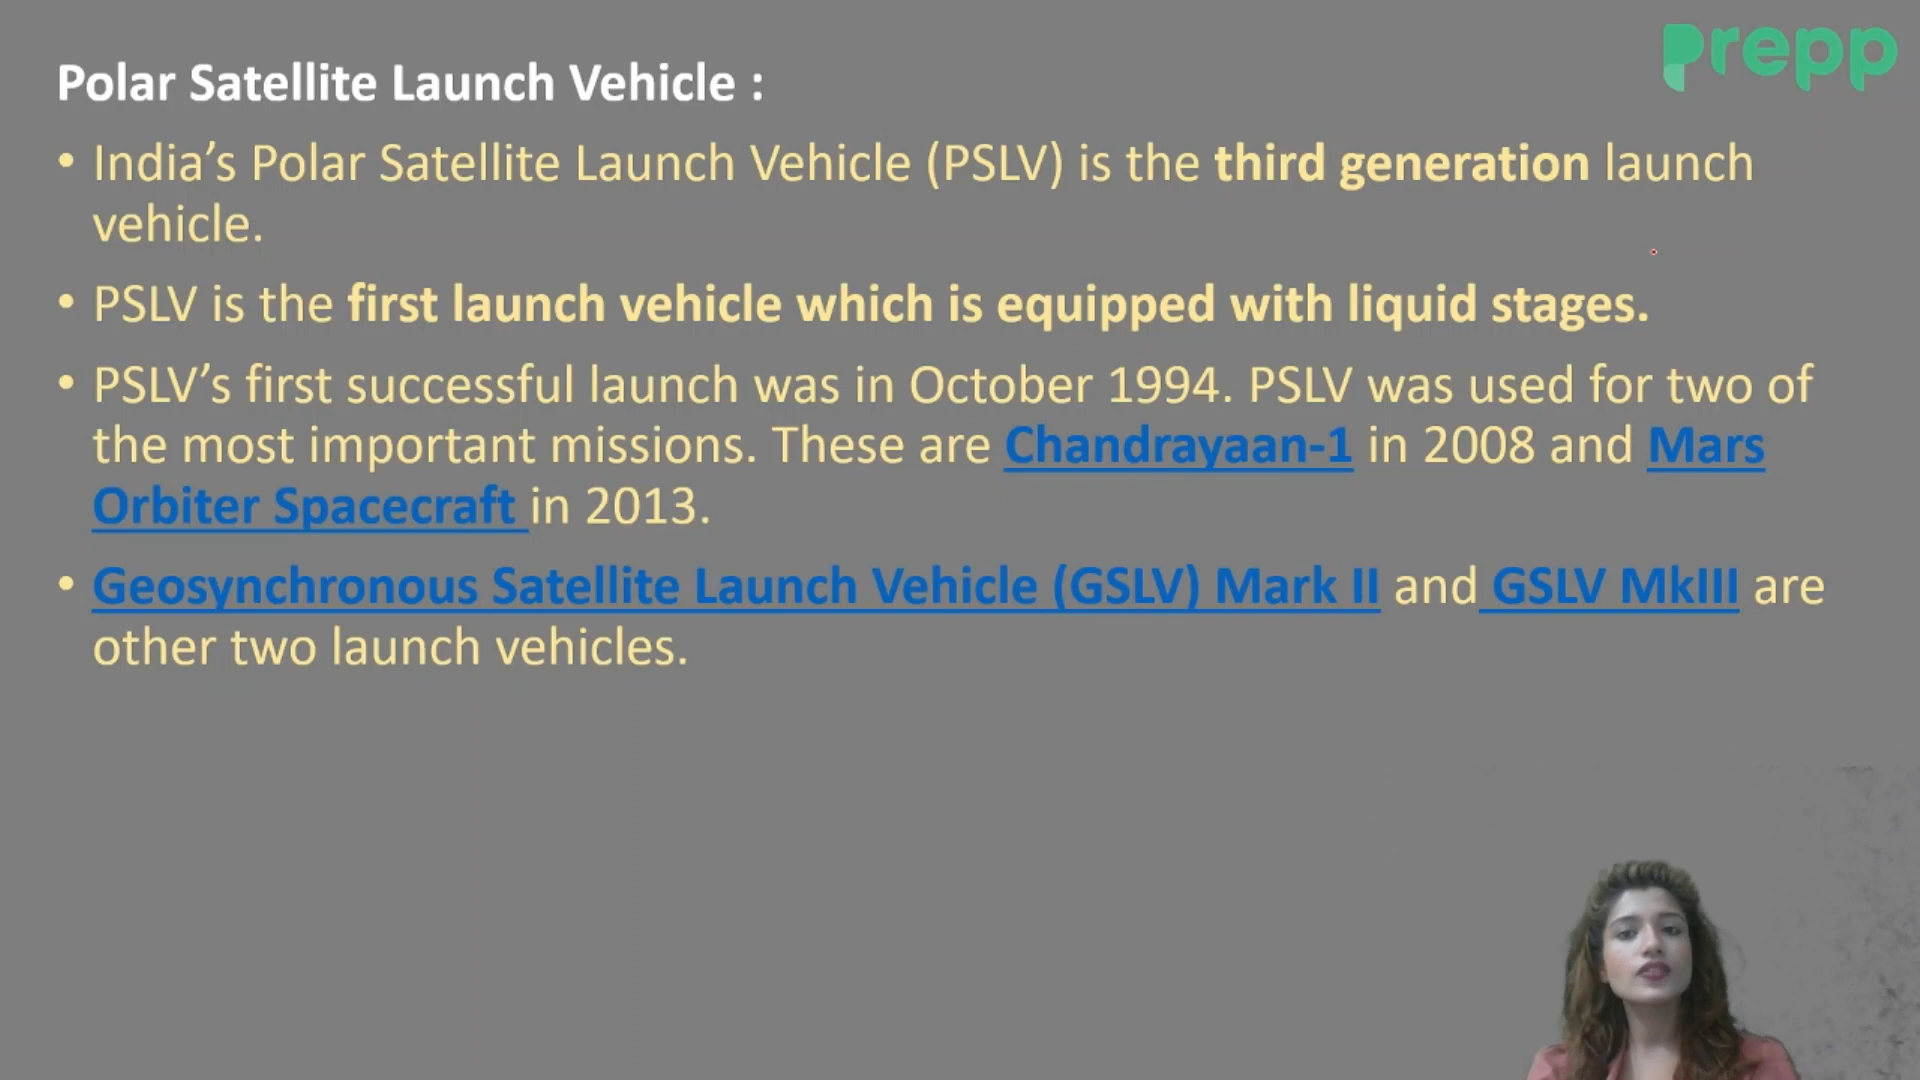 prepp
Polar Satellite Launch Vehicle :
• India’s Polar Satellite Launch Vehicle (PSLV) is the third generation launch
vehicle.
• PSLV is the first launch vehicle which is equipped with liquid stages.
• PSLV’s first successful launch was in October 1994. PSLV was used for two of
the most important missions. These are Chandrayaan-1 in 2008 and Mars
Orbiter Spacecraft in 2013.
• Geosynchronous Satellite Launch Vehicle (GSLV) Mark II and GSLV MkIII are
other two launch vehicles.